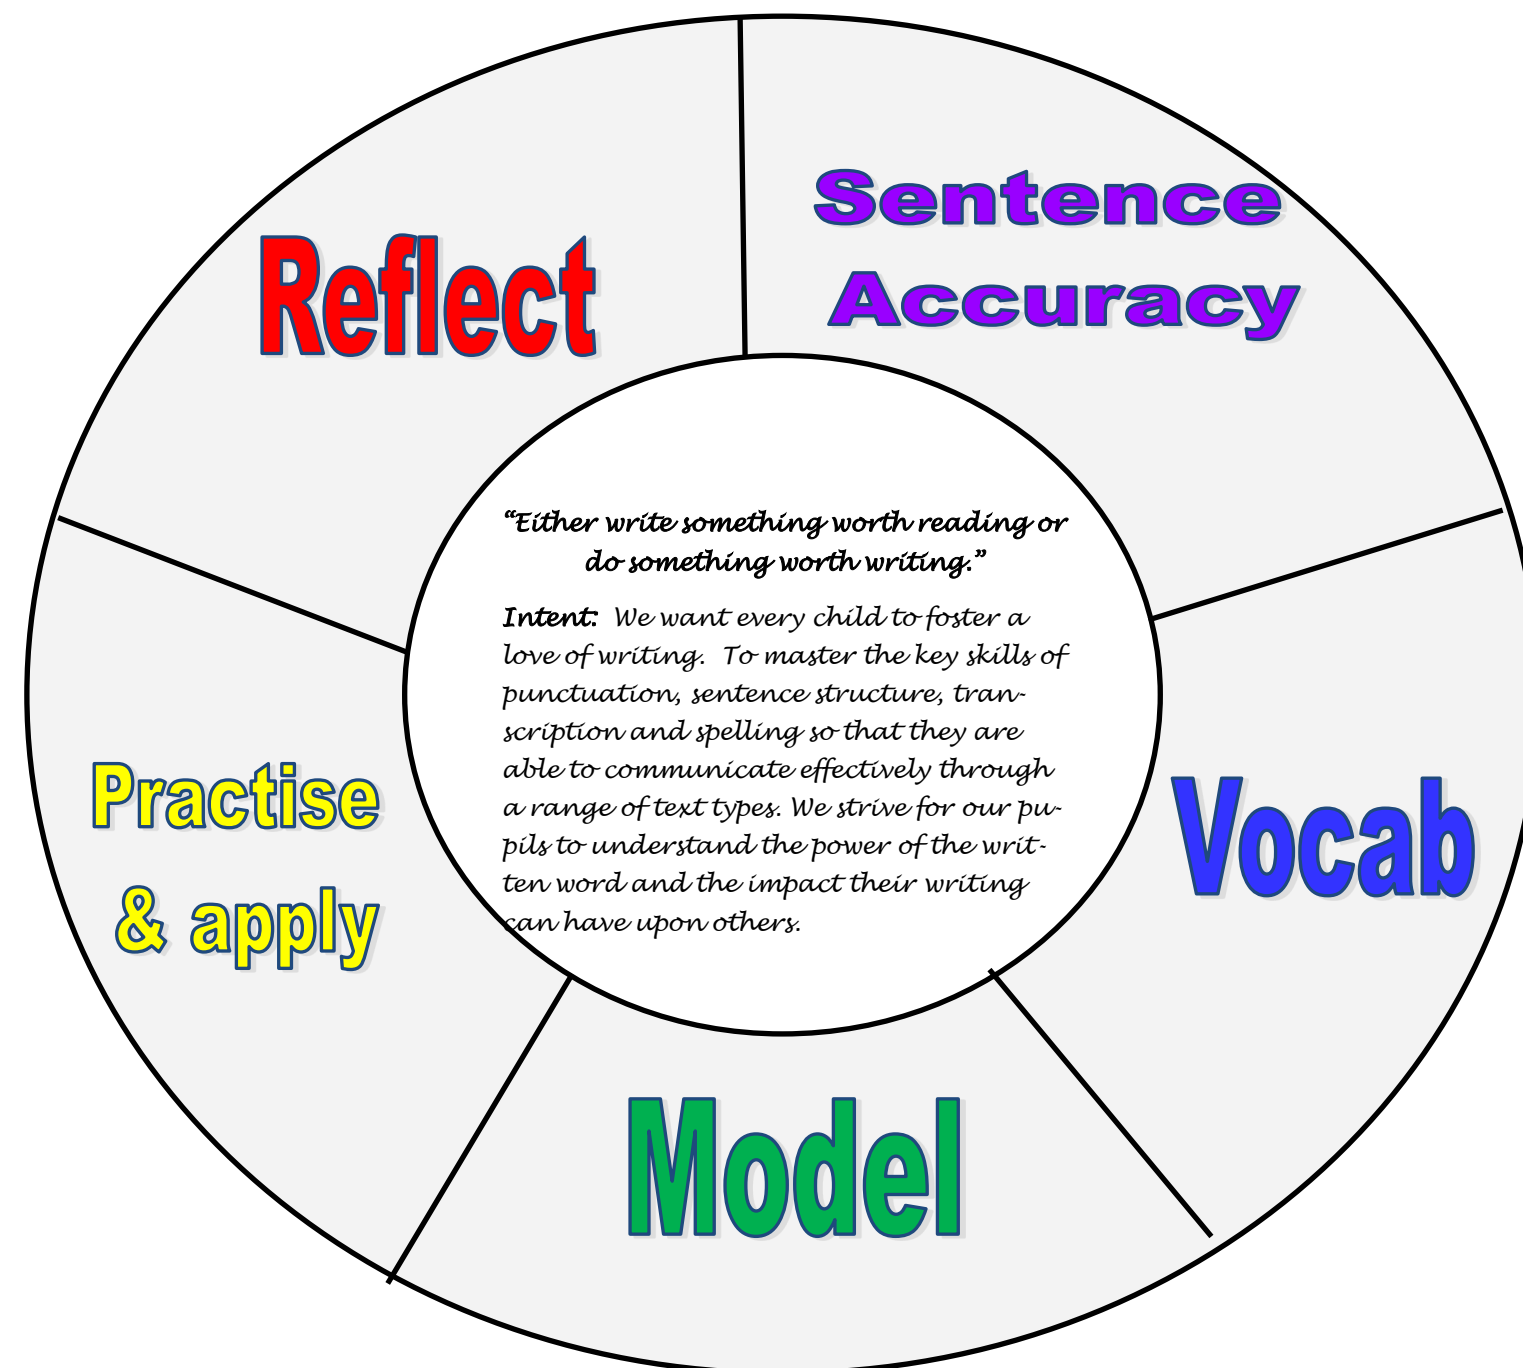 Sentence
Accuracy
Reflect
“Either write something worth reading or
do something worth writing.”
Intent: We want every child to foster a
love of writing. To master the key skills of
punctuation, sentence structure, tran-
scription and spelling so that they are
able to communicate effectively through
a range of text types. We strive for our pu-
pils to understand the power of the writ-
ten word and the impact their writing
can have upon others.
Practise
& apply
Vocab
Model